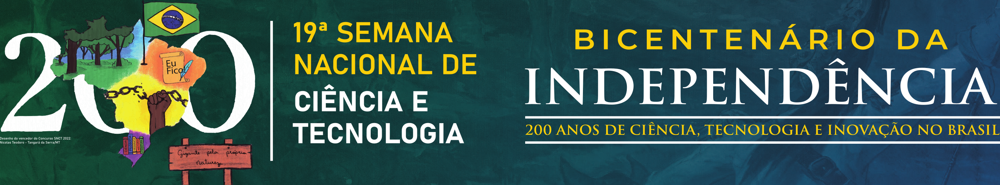 200
Eu
Fico!
CIÊNCIA
FILOSOFIA
GEOGRAFIA
HISTÓRIA
LITERATURA
Desenho do vencedor do Concurso SNCT 2022:
Nicolas Teodoro - Tangará da Serra/MT
Gigante pela própria
Natureza
19ª SEMANA
NACIONAL DE
CIÊNCIA E
TECNOLOGIA
BICENTENÁRIO DA
INDEPENDÊNCIA
200 ANOS DE CIÊNCIA, TECNOLOGIA E INOVAÇÃO NO BRASIL